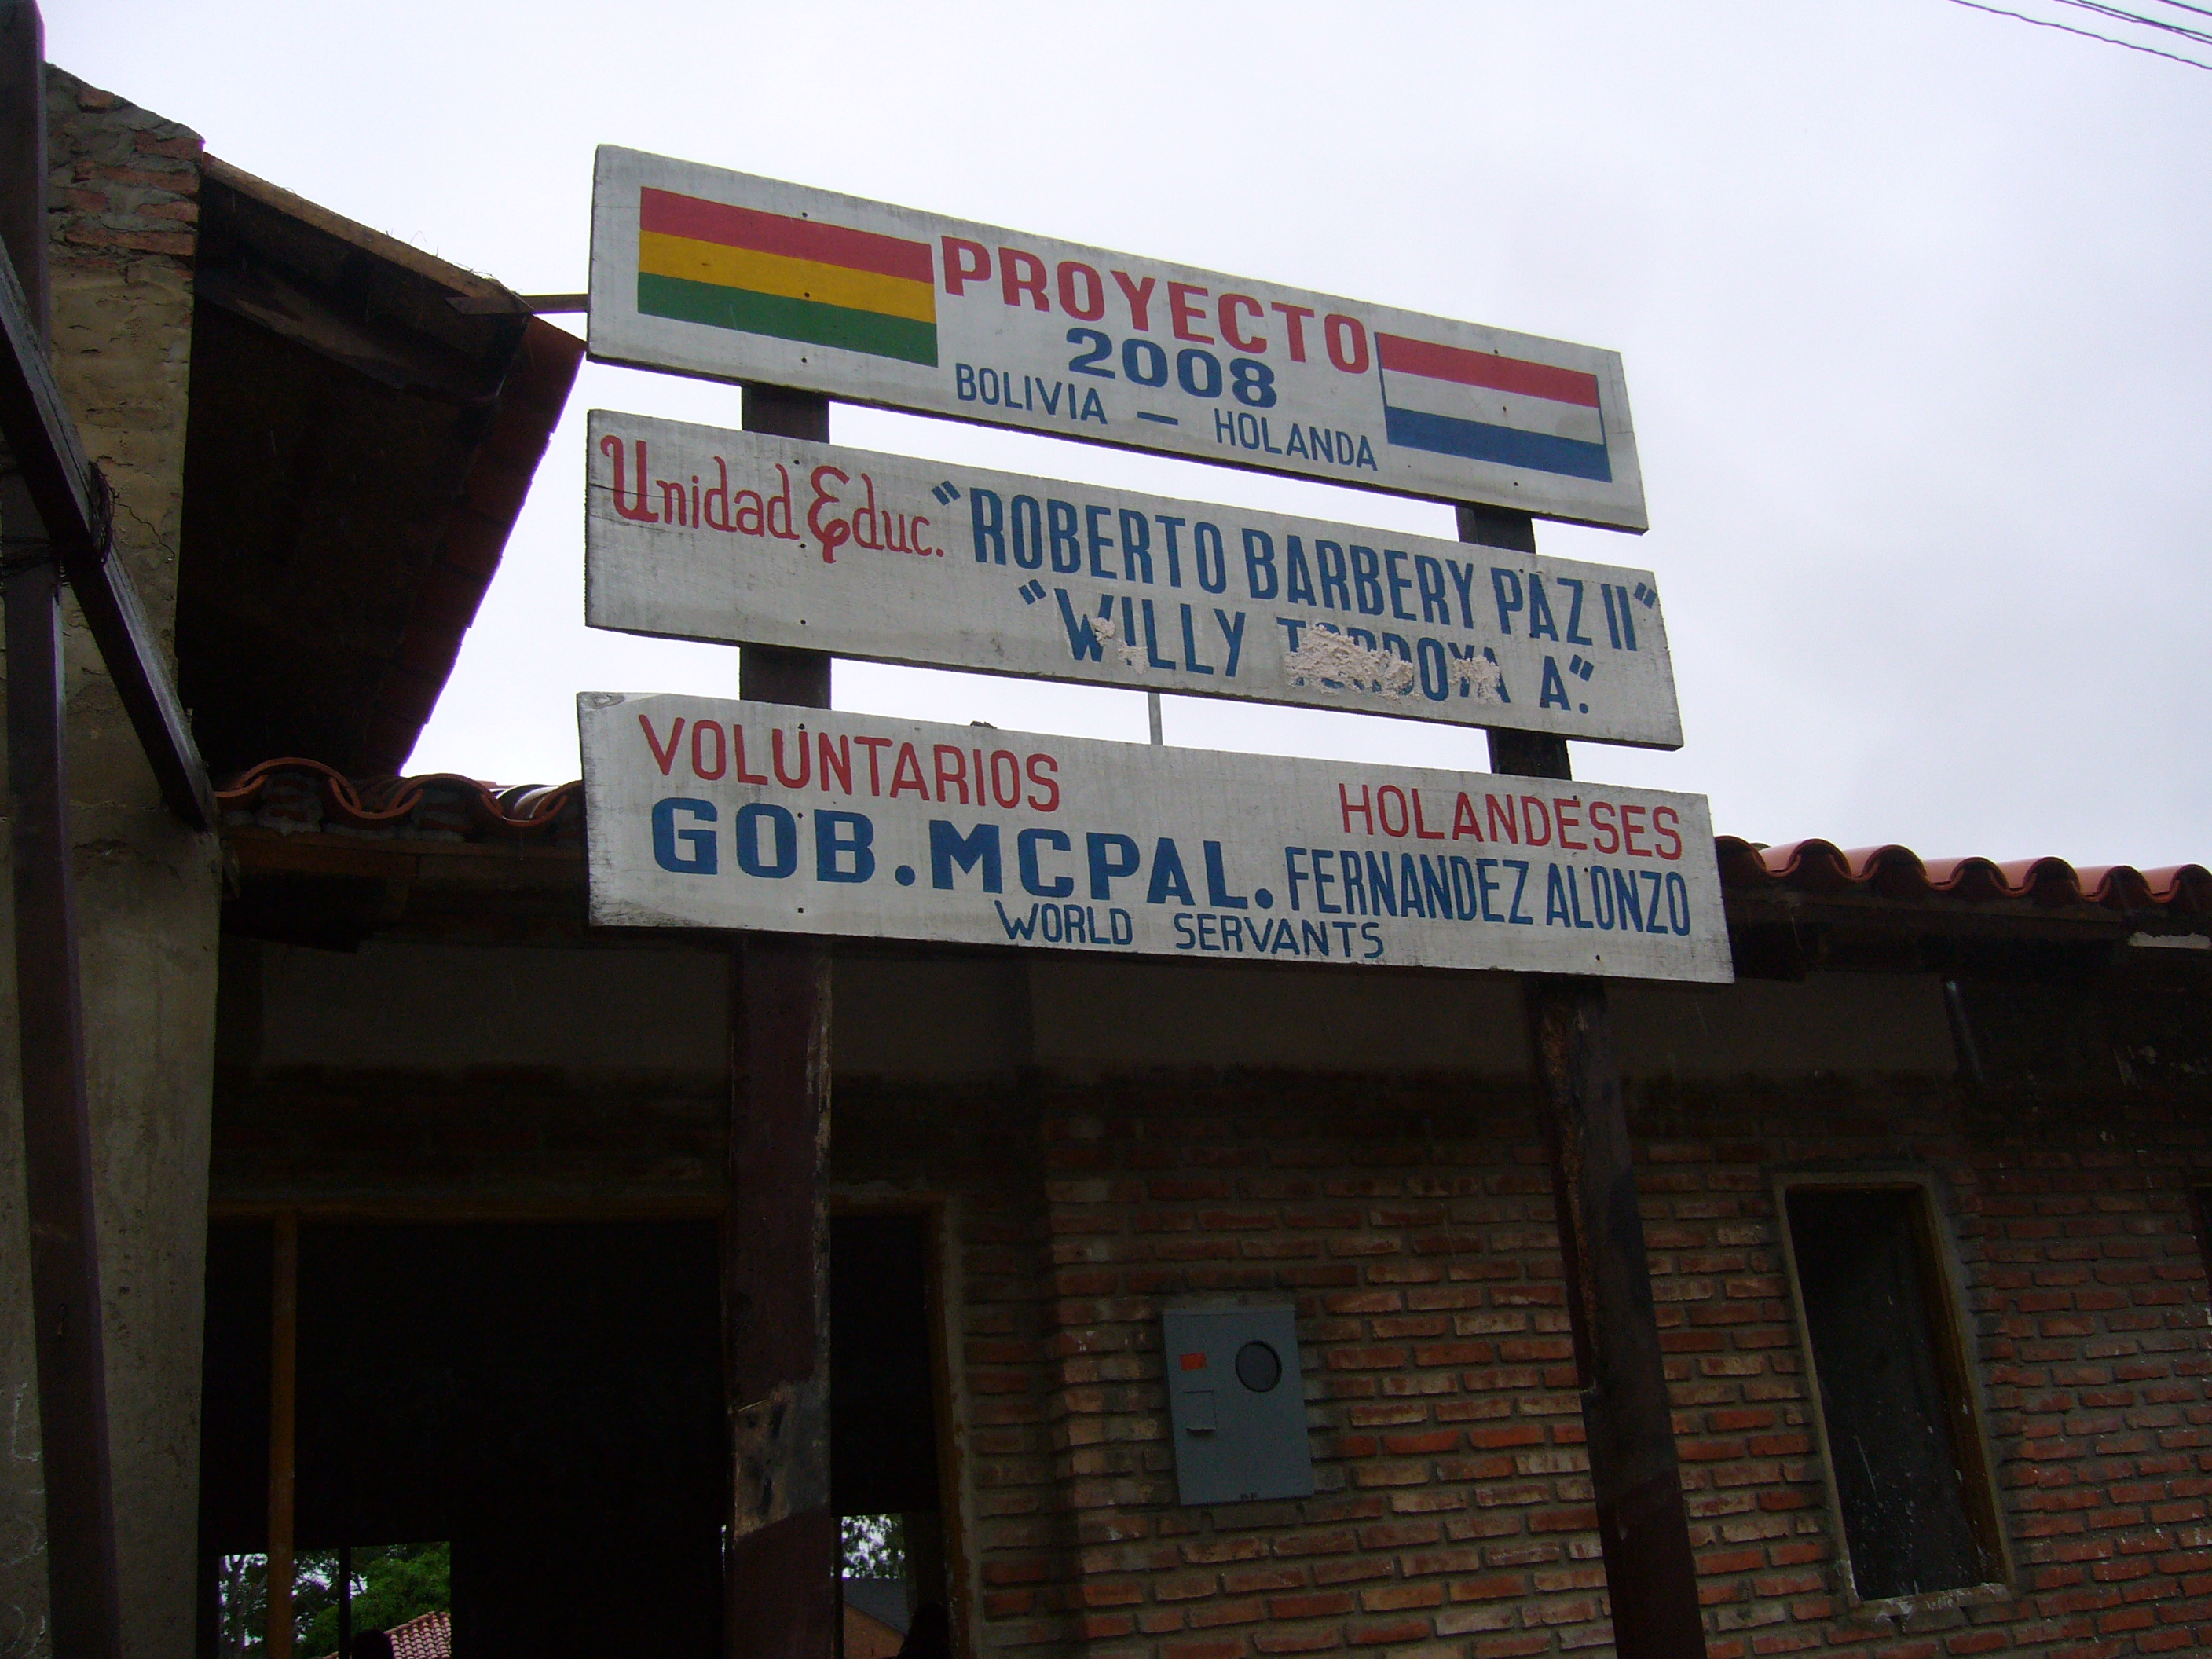 PROYECTO
2008
BOLIVIA — HOLANDA
Unidad Educ. "ROBERTO BARBERY PAZ II"
"WILLY TORDOYA A".
VOLUNTARIOS HOLANDESES
GOB. MCPAL. FERNANDEZ ALONZO
WORLD SERVANTS